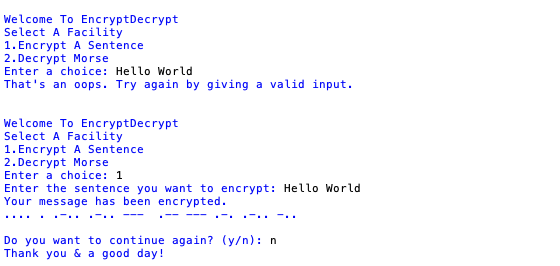 Welcome To EncryptDecrypt
Select A Facility
1.Encrypt A Sentence
2.Decrypt Morse
Enter a choice: Hello World
That's an oops. Try again by giving a valid input.
Welcome To EncryptDecrypt
Select A Facility
1.Encrypt A Sentence
2.Decrypt Morse
Enter a choice: 1
Enter the sentence you want to encrypt: Hello World
Your message has been encrypted.
.... . .-.. .-.. ---  .-- --- .-. .-.. -..
Do you want to continue again? (y/n): n
Thank you & a good day!